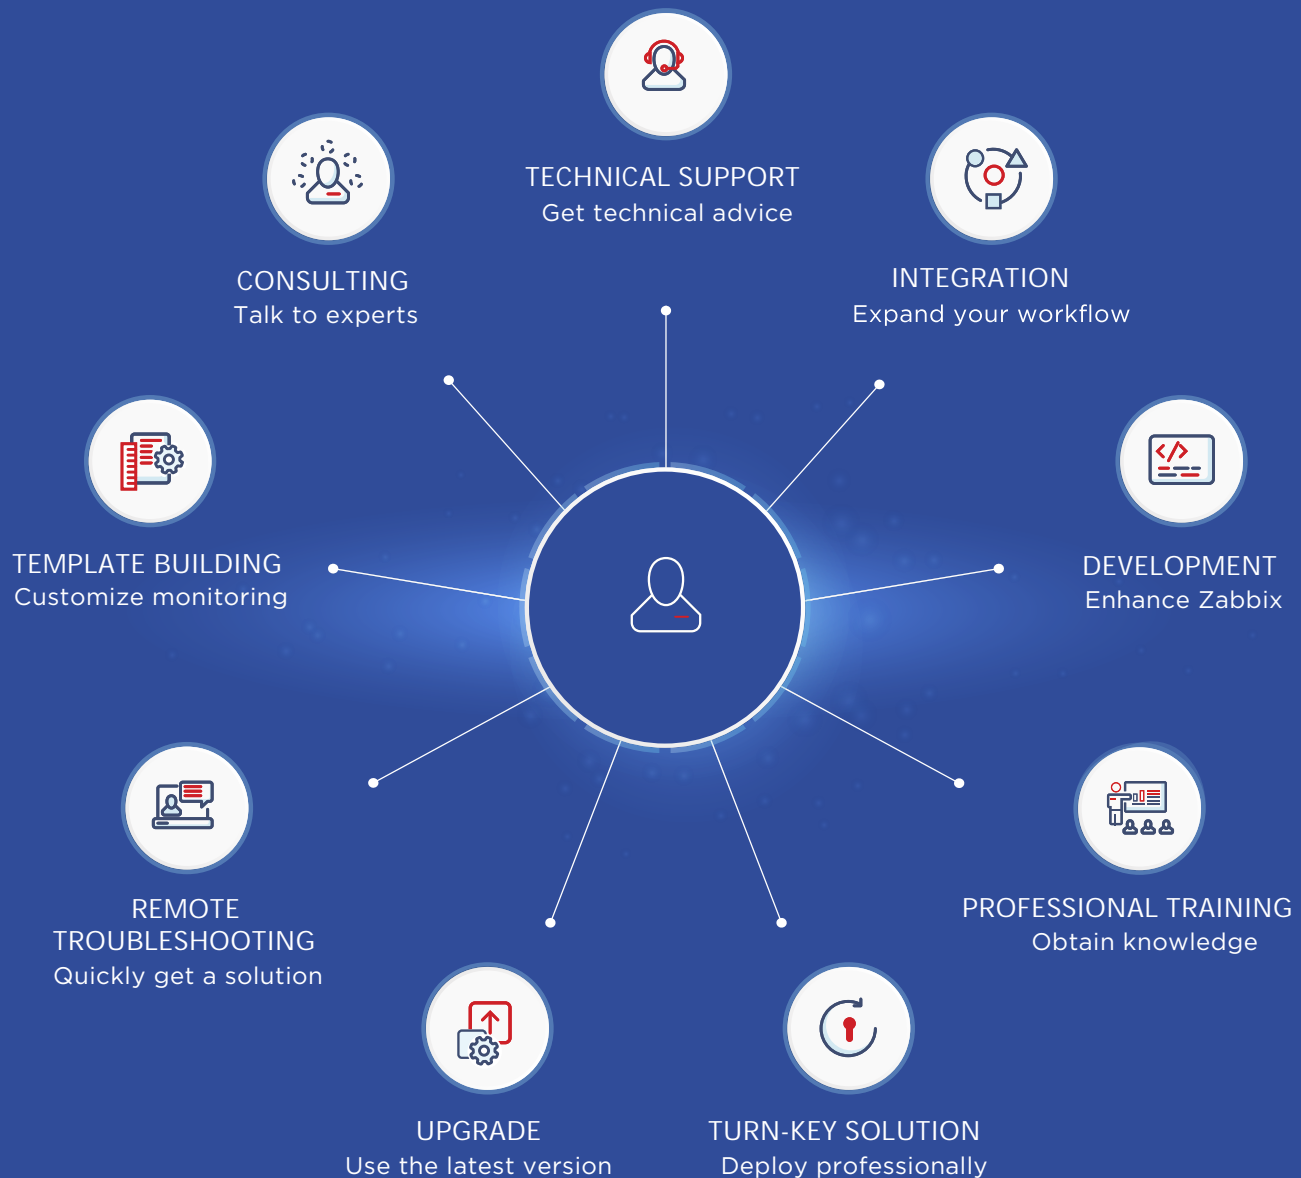 TECHNICAL SUPPORT
Get technical advice
CONSULTING
Talk to experts
INTEGRATION
Expand your workflow
TEMPLATE BUILDING
Customize monitoring
DEVELOPMENT
Enhance Zabbix
REMOTE
TROUBLESHOOTING
Quickly get a solution
PROFESSIONAL TRAINING
Obtain knowledge
UPGRADE
Use the latest version
TURN-KEY SOLUTION
Deploy professionally